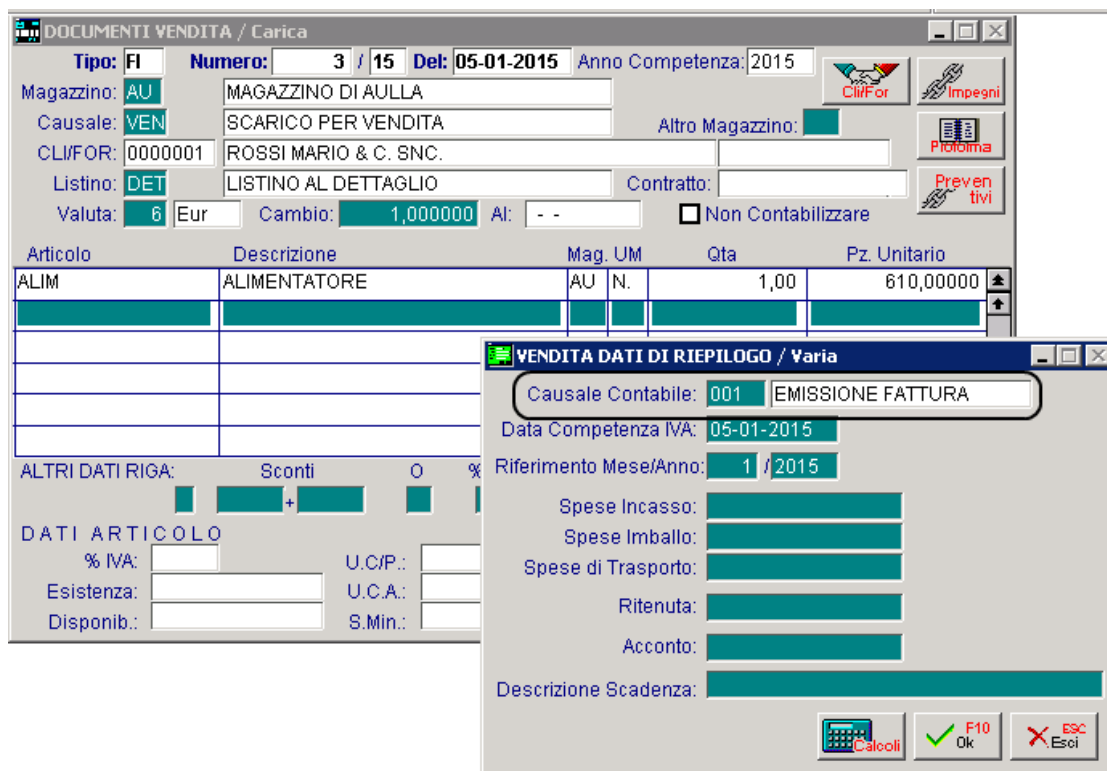 DOCUMENTI VENDITA / Carica
Tipo: FI Numero: 3 / 15 Del: 05-01-2015 Anno Competenza: 2015
Cli/For
Impegni
Magazzino: AU MAGAZZINO DI AULLA
Causale: VEN SCARICO PER VENDITA Altro Magazzino:
Proforma
CLI/FOR: 0000001 ROSSI MARIO & C. SNC.
Listino: DET LISTINO AL DETTAGLIO Contratto:
Preven
tivi
Valuta: 6 Eur Cambio: 1,000000 Al: - - Non Contabilizzare
Articolo Descrizione Mag. UM Qta Pz. Unitario
ALIM ALIMENTATORE AU N. 1,00 610,00000
ALTRI DATI RIGA: Sconti O %
+
DATI ARTICOLO
% IVA: U.C/P.:
Esistenza: U.C.A.:
Disponib.: S.Min.:
VENDITA DATI DI RIEPILOGO / Varia
Causale Contabile: 001 EMISSIONE FATTURA
Data Competenza IVA: 05-01-2015
Riferimento Mese/Anno: 1 / 2015
Spese Incasso:
Spese Imballo:
Spese di Trasporto:
Ritenuta:
Acconto:
Descrizione Scadenza:
Calcoli
F10
Ok
ESC
Esci